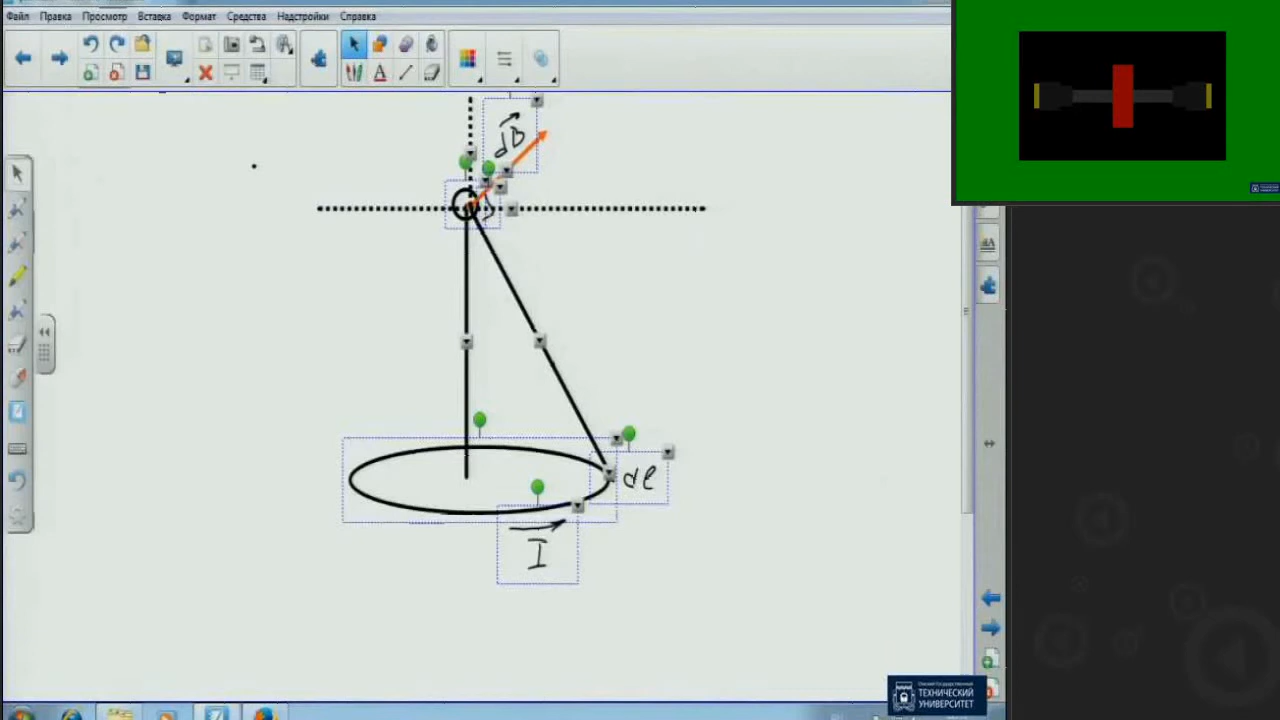 Файл Правка Просмотр Вставка Формат Средства Надстройки Справка
dB
dl
I
ТЕХНИЧЕСКИЙ
УНИВЕРСИТЕТ